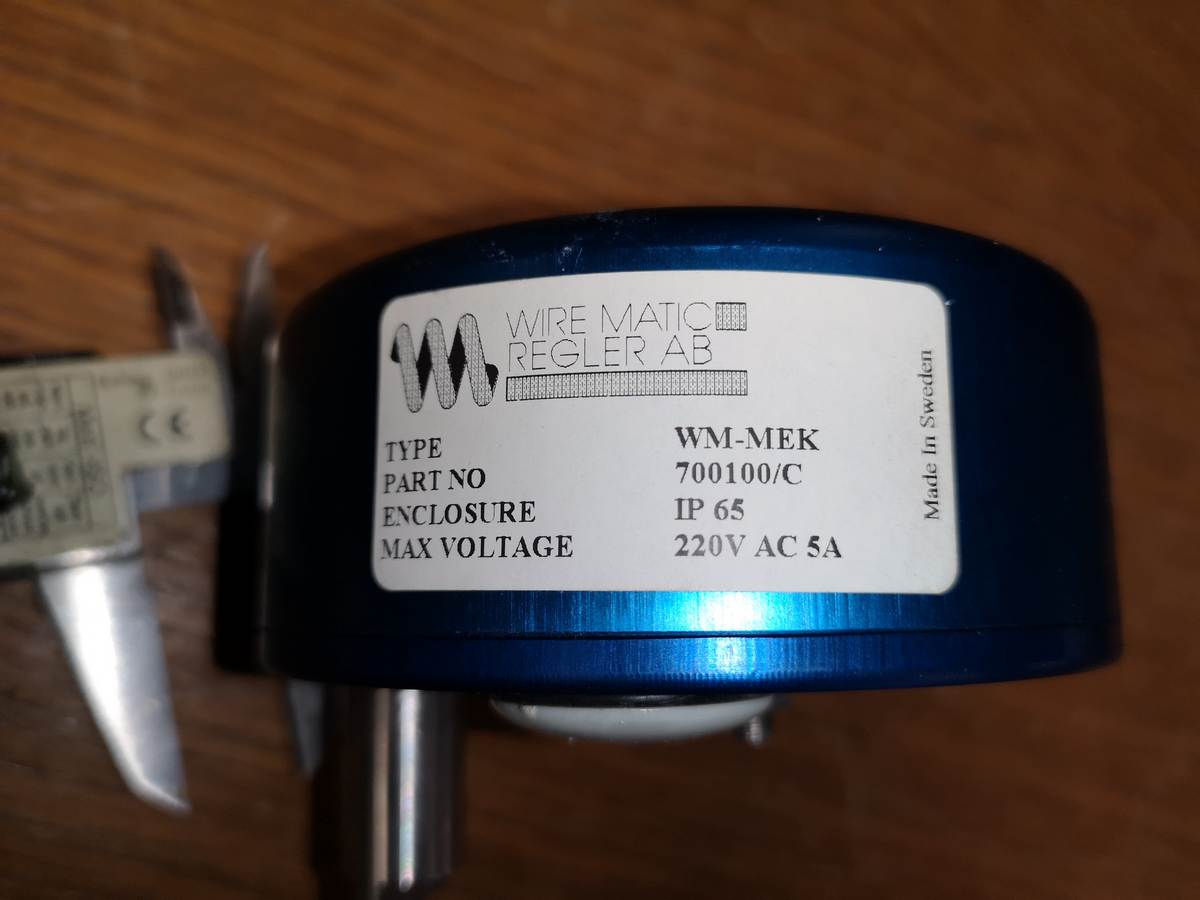 WIRE MATIC
REGLER AB
TYPE WM-MEK
PART NO 700100/C
ENCLOSURE IP 65
MAX VOLTAGE 220V AC 5A
Made In Sweden
CE